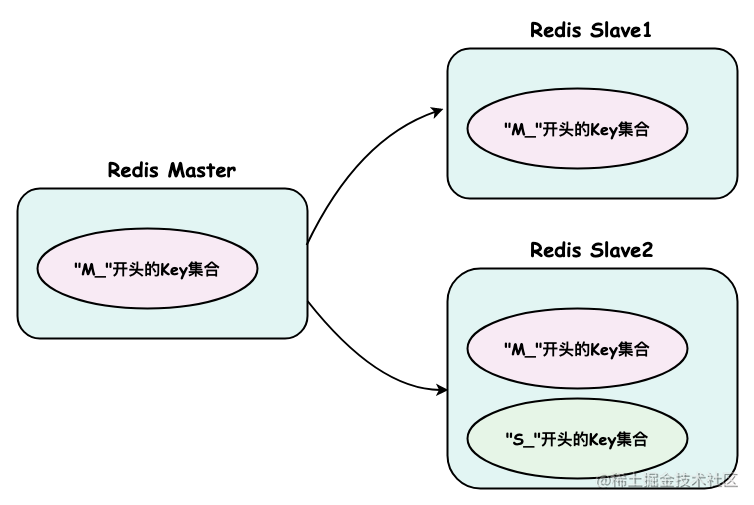 Redis Slave1
"M_"开头的Key集合
Redis Master
"M_"开头的Key集合
Redis Slave2
"M_"开头的Key集合
"S_"开头的Key集合
@稀土掘金技术社区